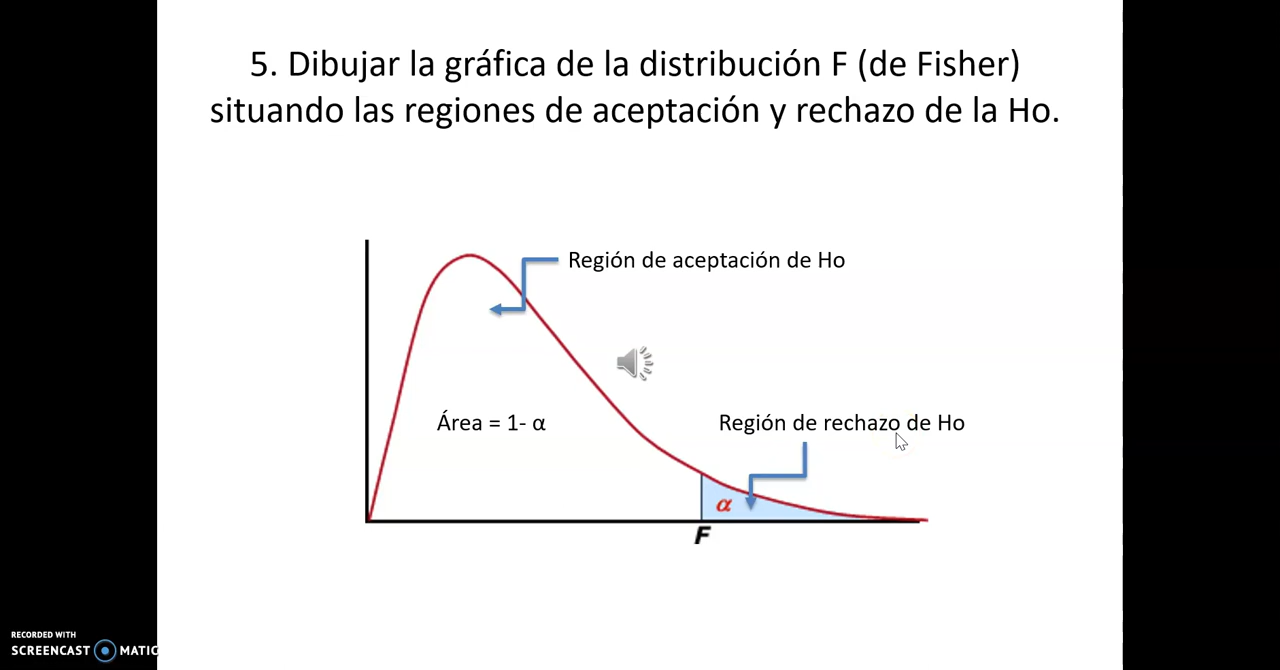 5. Dibujar la gráfica de la distribución F (de Fisher)
situando las regiones de aceptación y rechazo de la Ho.
Región de aceptación de Ho
Área = 1- α
Región de rechazo de Ho
α
F
RECORDED WITH
SCREENCAST MATIC